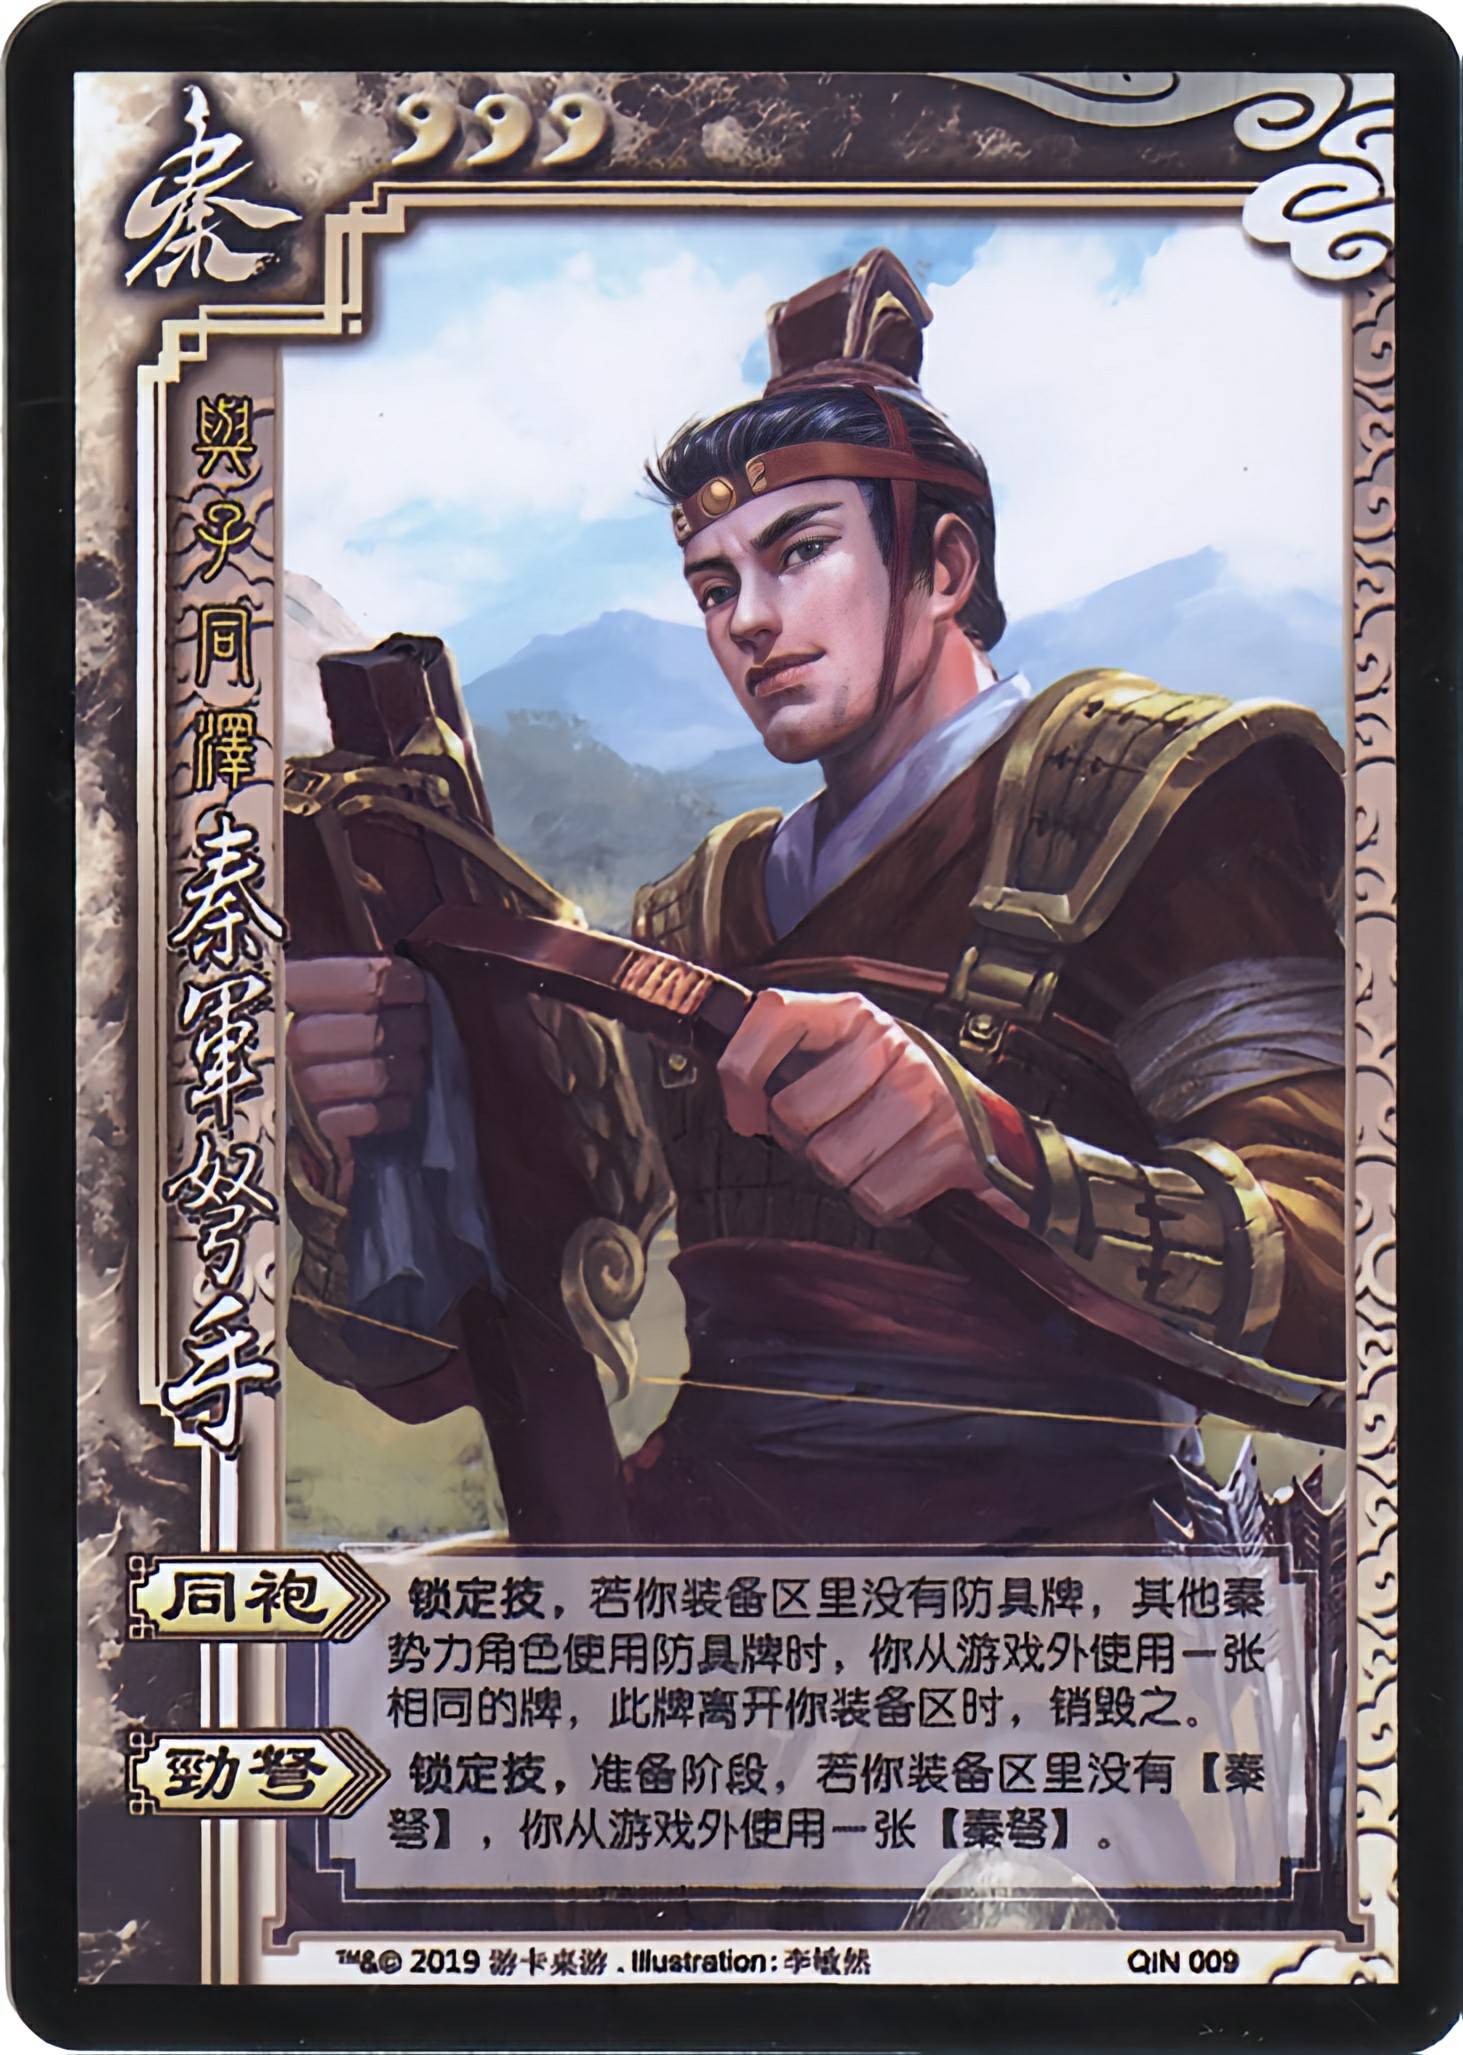 秦
與子同澤
秦軍弩手
同袍
锁定技，若你装备区里没有防具牌，其他秦
势力角色使用防具牌时，你从游戏外使用一张
相同的牌，此牌离开你装备区时，销毁之。
勁弩
锁定技，准备阶段，若你装备区里没有【秦
弩】，你从游戏外使用一张【秦弩】。
™&© 2019 游卡桌游 . Illustration: 李敏然
QIN 009